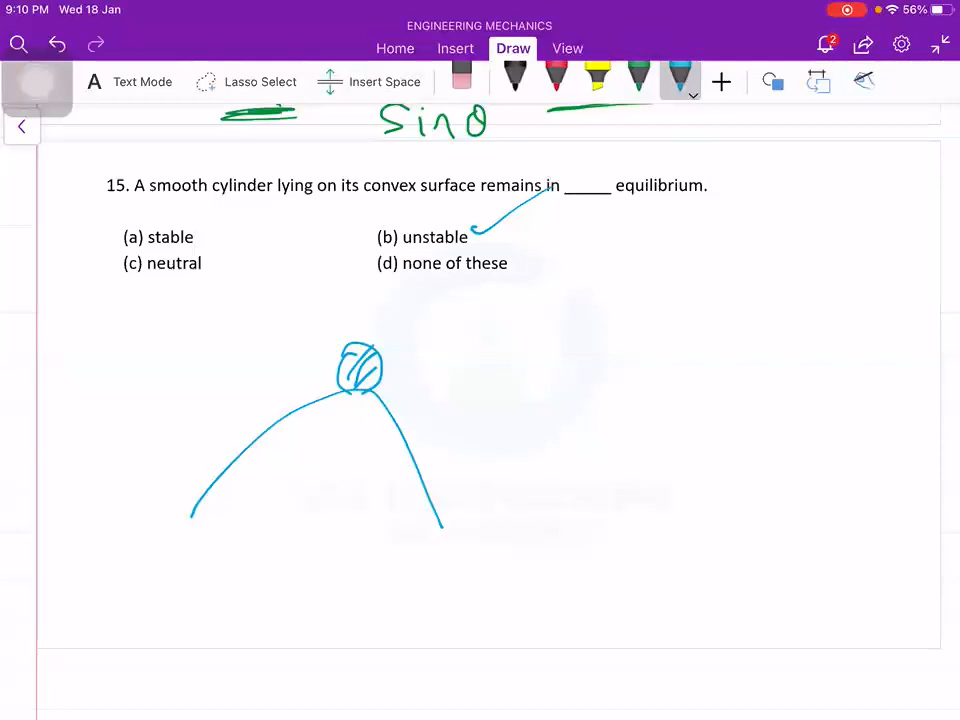 9:10 PM Wed 18 Jan
56%
ENGINEERING MECHANICS
Home Insert Draw View
2
A Text Mode Lasso Select Insert Space
Sinθ
15. A smooth cylinder lying on its convex surface remains in _____ equilibrium.
(a) stable (b) unstable
(c) neutral (d) none of these